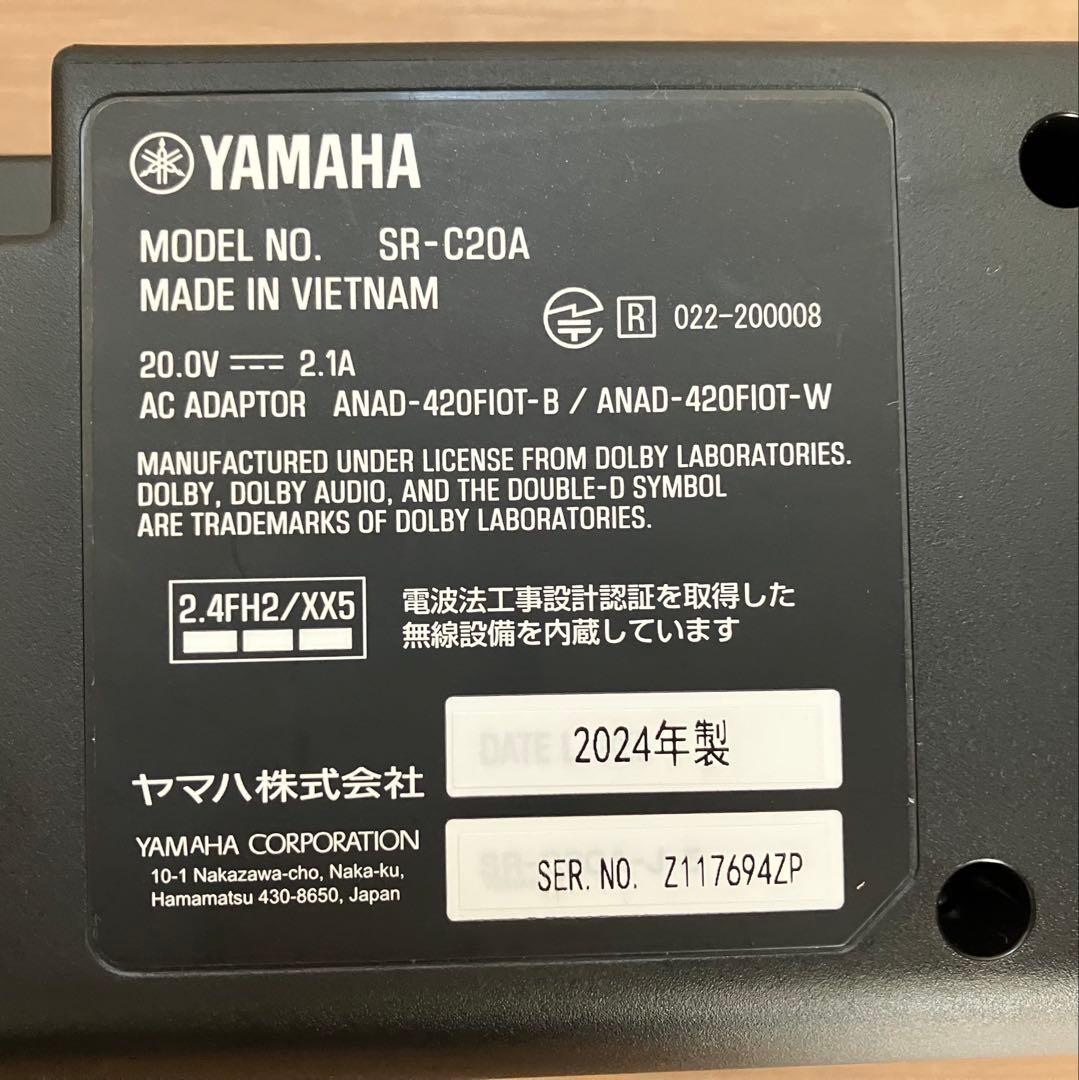 YAMAHA
MODEL NO. SR-C20A
MADE IN VIETNAM
R 022-200008
20.0V 2.1A
AC ADAPTOR ANAD-420FIOT-B / ANAD-420FIOT-W
MANUFACTURED UNDER LICENSE FROM DOLBY LABORATORIES.
DOLBY, DOLBY AUDIO, AND THE DOUBLE-D SYMBOL
ARE TRADEMARKS OF DOLBY LABORATORIES.
2.4FH2/XX5
電波法工事設計認証を取得した
無線設備を内蔵しています
2024年製
ヤマハ株式会社
YAMAHA CORPORATION
10-1 Nakazawa-cho, Naka-ku,
Hamamatsu 430-8650, Japan
SER. NO. Z117694ZP